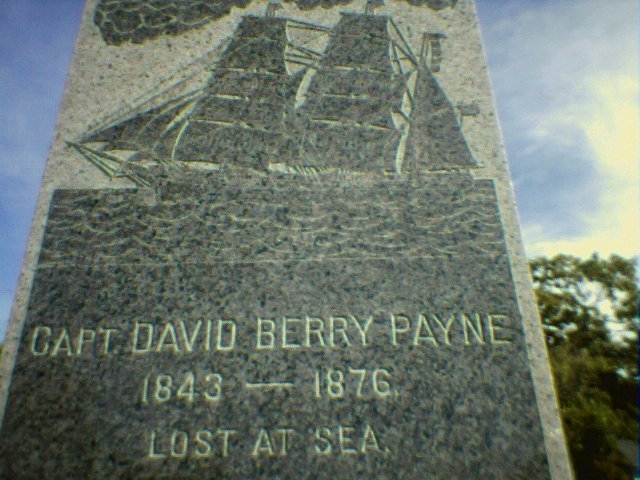 CAPT. DAVID BERRY PAYNE
1843 — 1876.
LOST AT SEA.